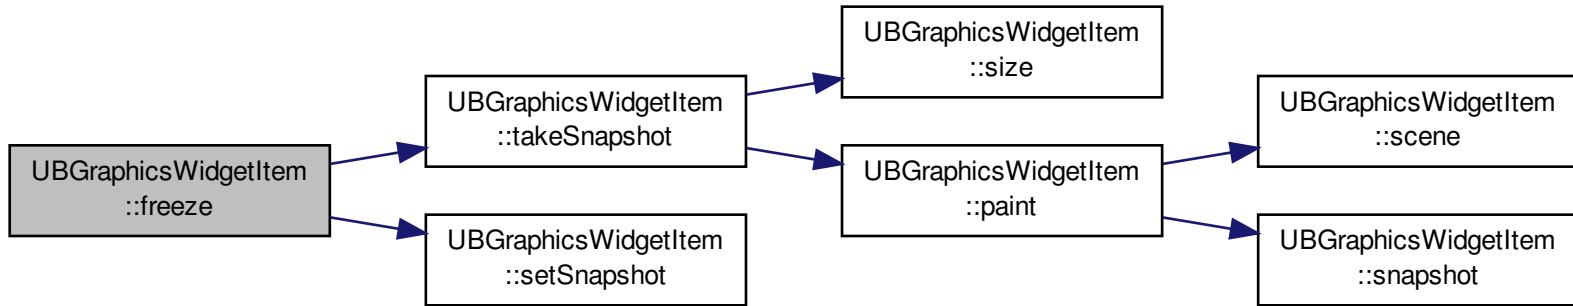 UBGraphicsWidgetItem
::freeze
UBGraphicsWidgetItem
::takeSnapshot
UBGraphicsWidgetItem
::setSnapshot
UBGraphicsWidgetItem
::size
UBGraphicsWidgetItem
::paint
UBGraphicsWidgetItem
::scene
UBGraphicsWidgetItem
::snapshot